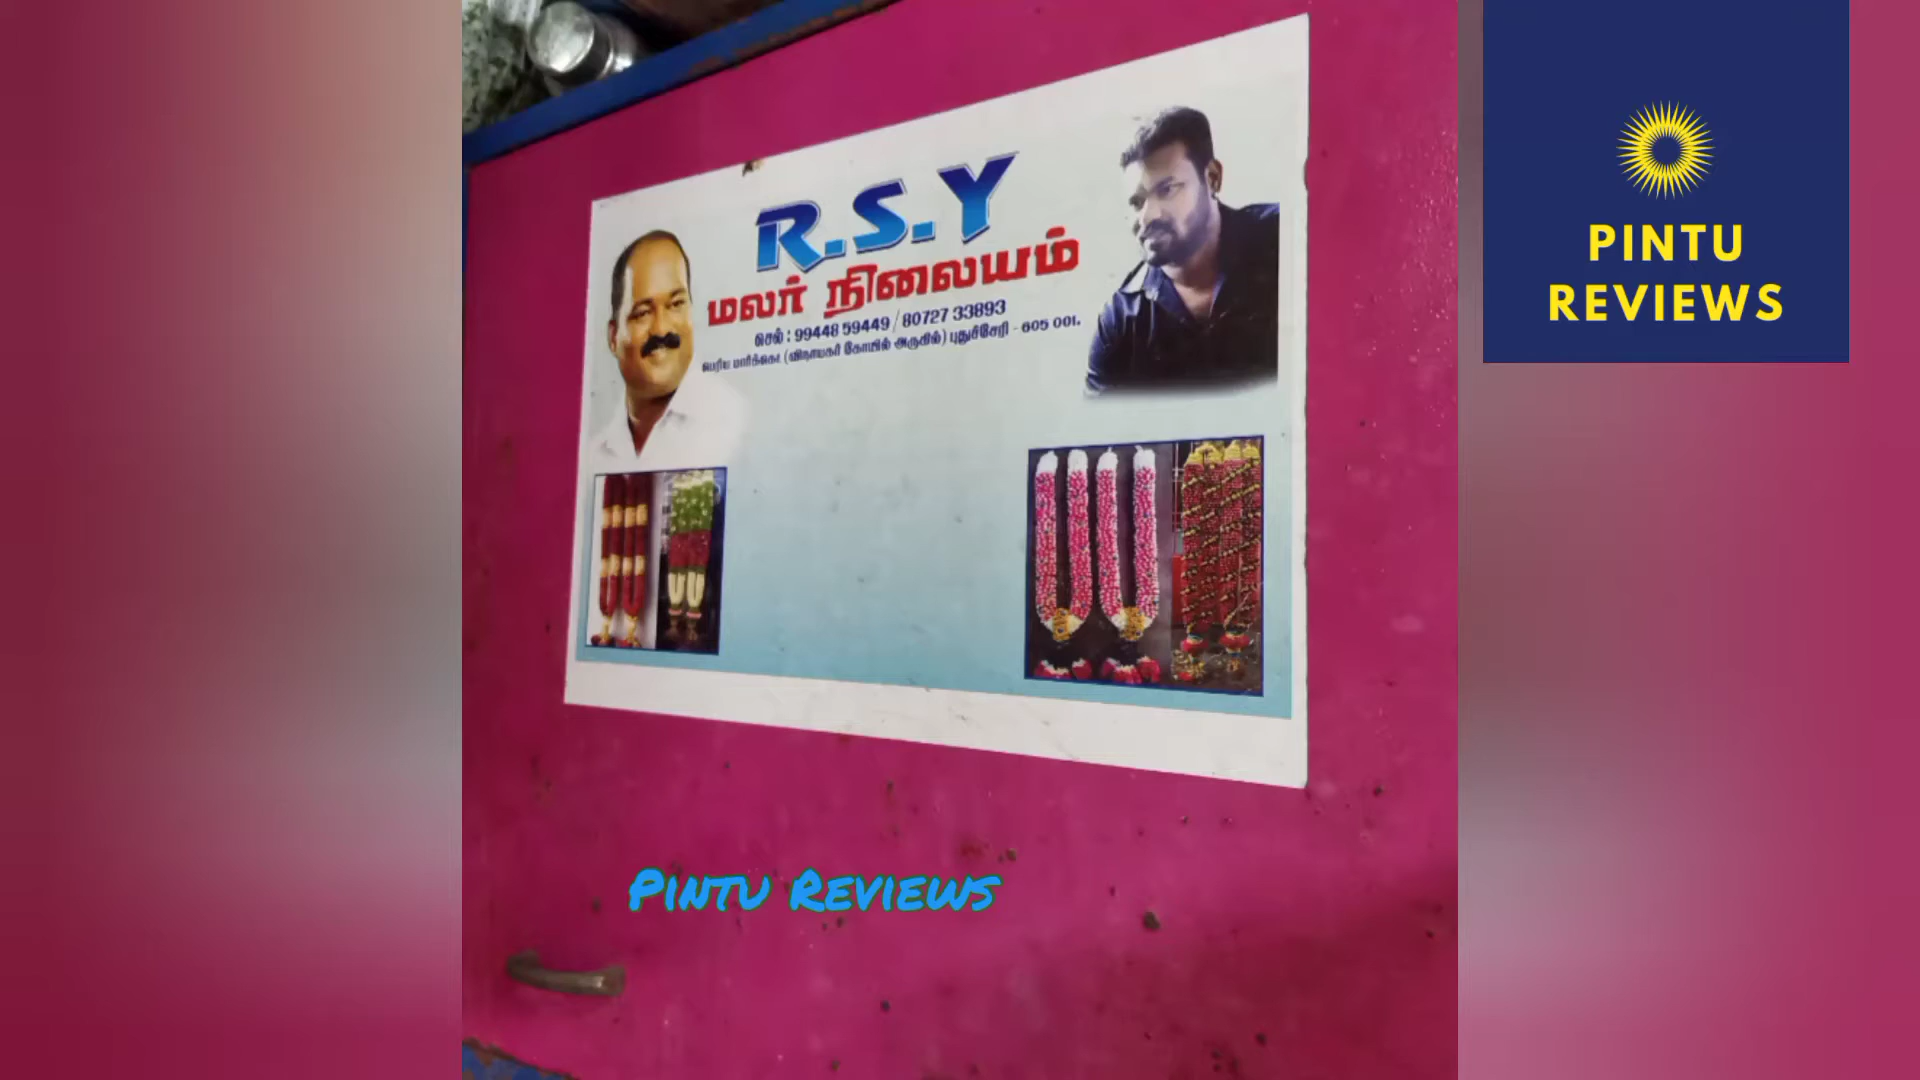 R.S.Y
மலர் நிலையம்
செல் : 99448 59449 / 80727 33893
பெரிய மார்க்கெட் (விநாயகர் கோயில் அருகில்) புதுச்சேரி - 605 001.
PINTU
REVIEWS
PINTU REVIEWS